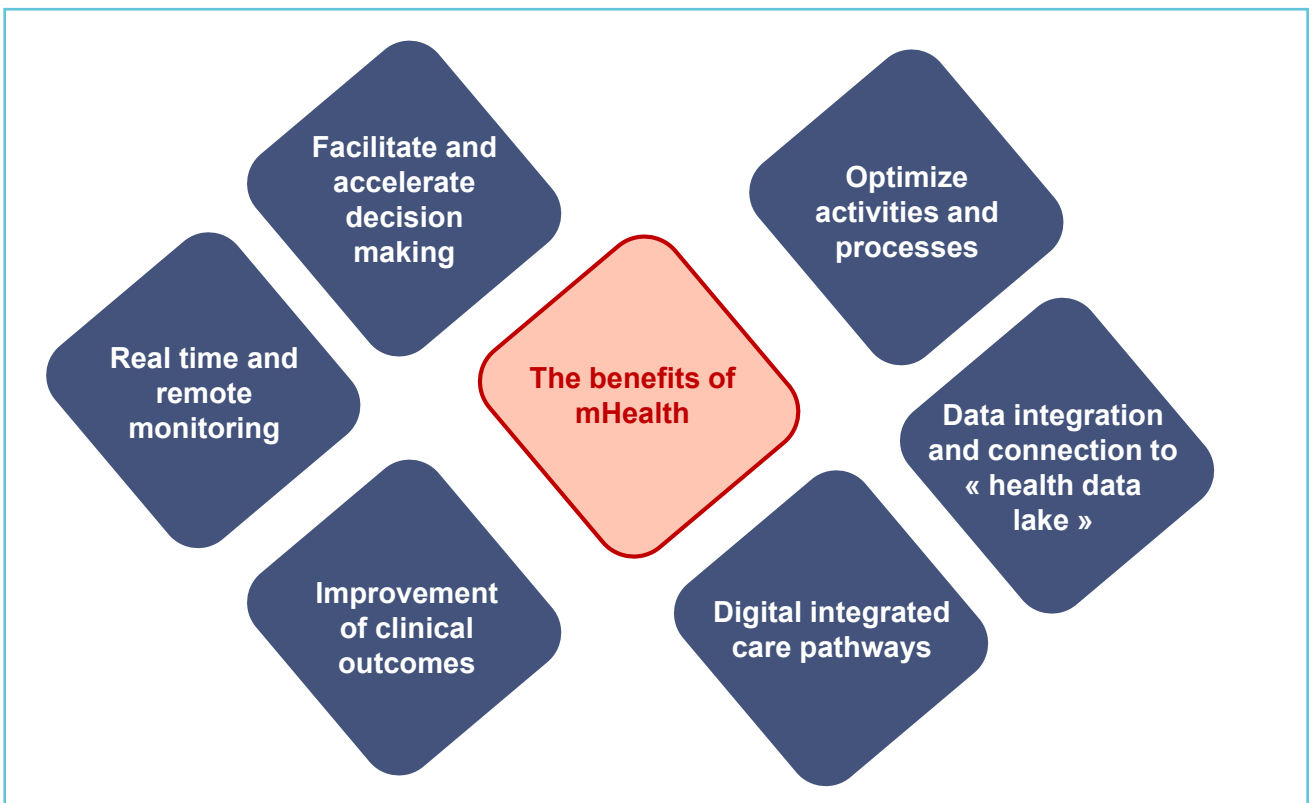 Facilitate and
accelerate
decision
making
Optimize
activities and
processes
Real time and
remote
monitoring
The benefits of
mHealth
Data integration
and connection to
« health data
lake »
Improvement
of clinical
outcomes
Digital integrated
care pathways